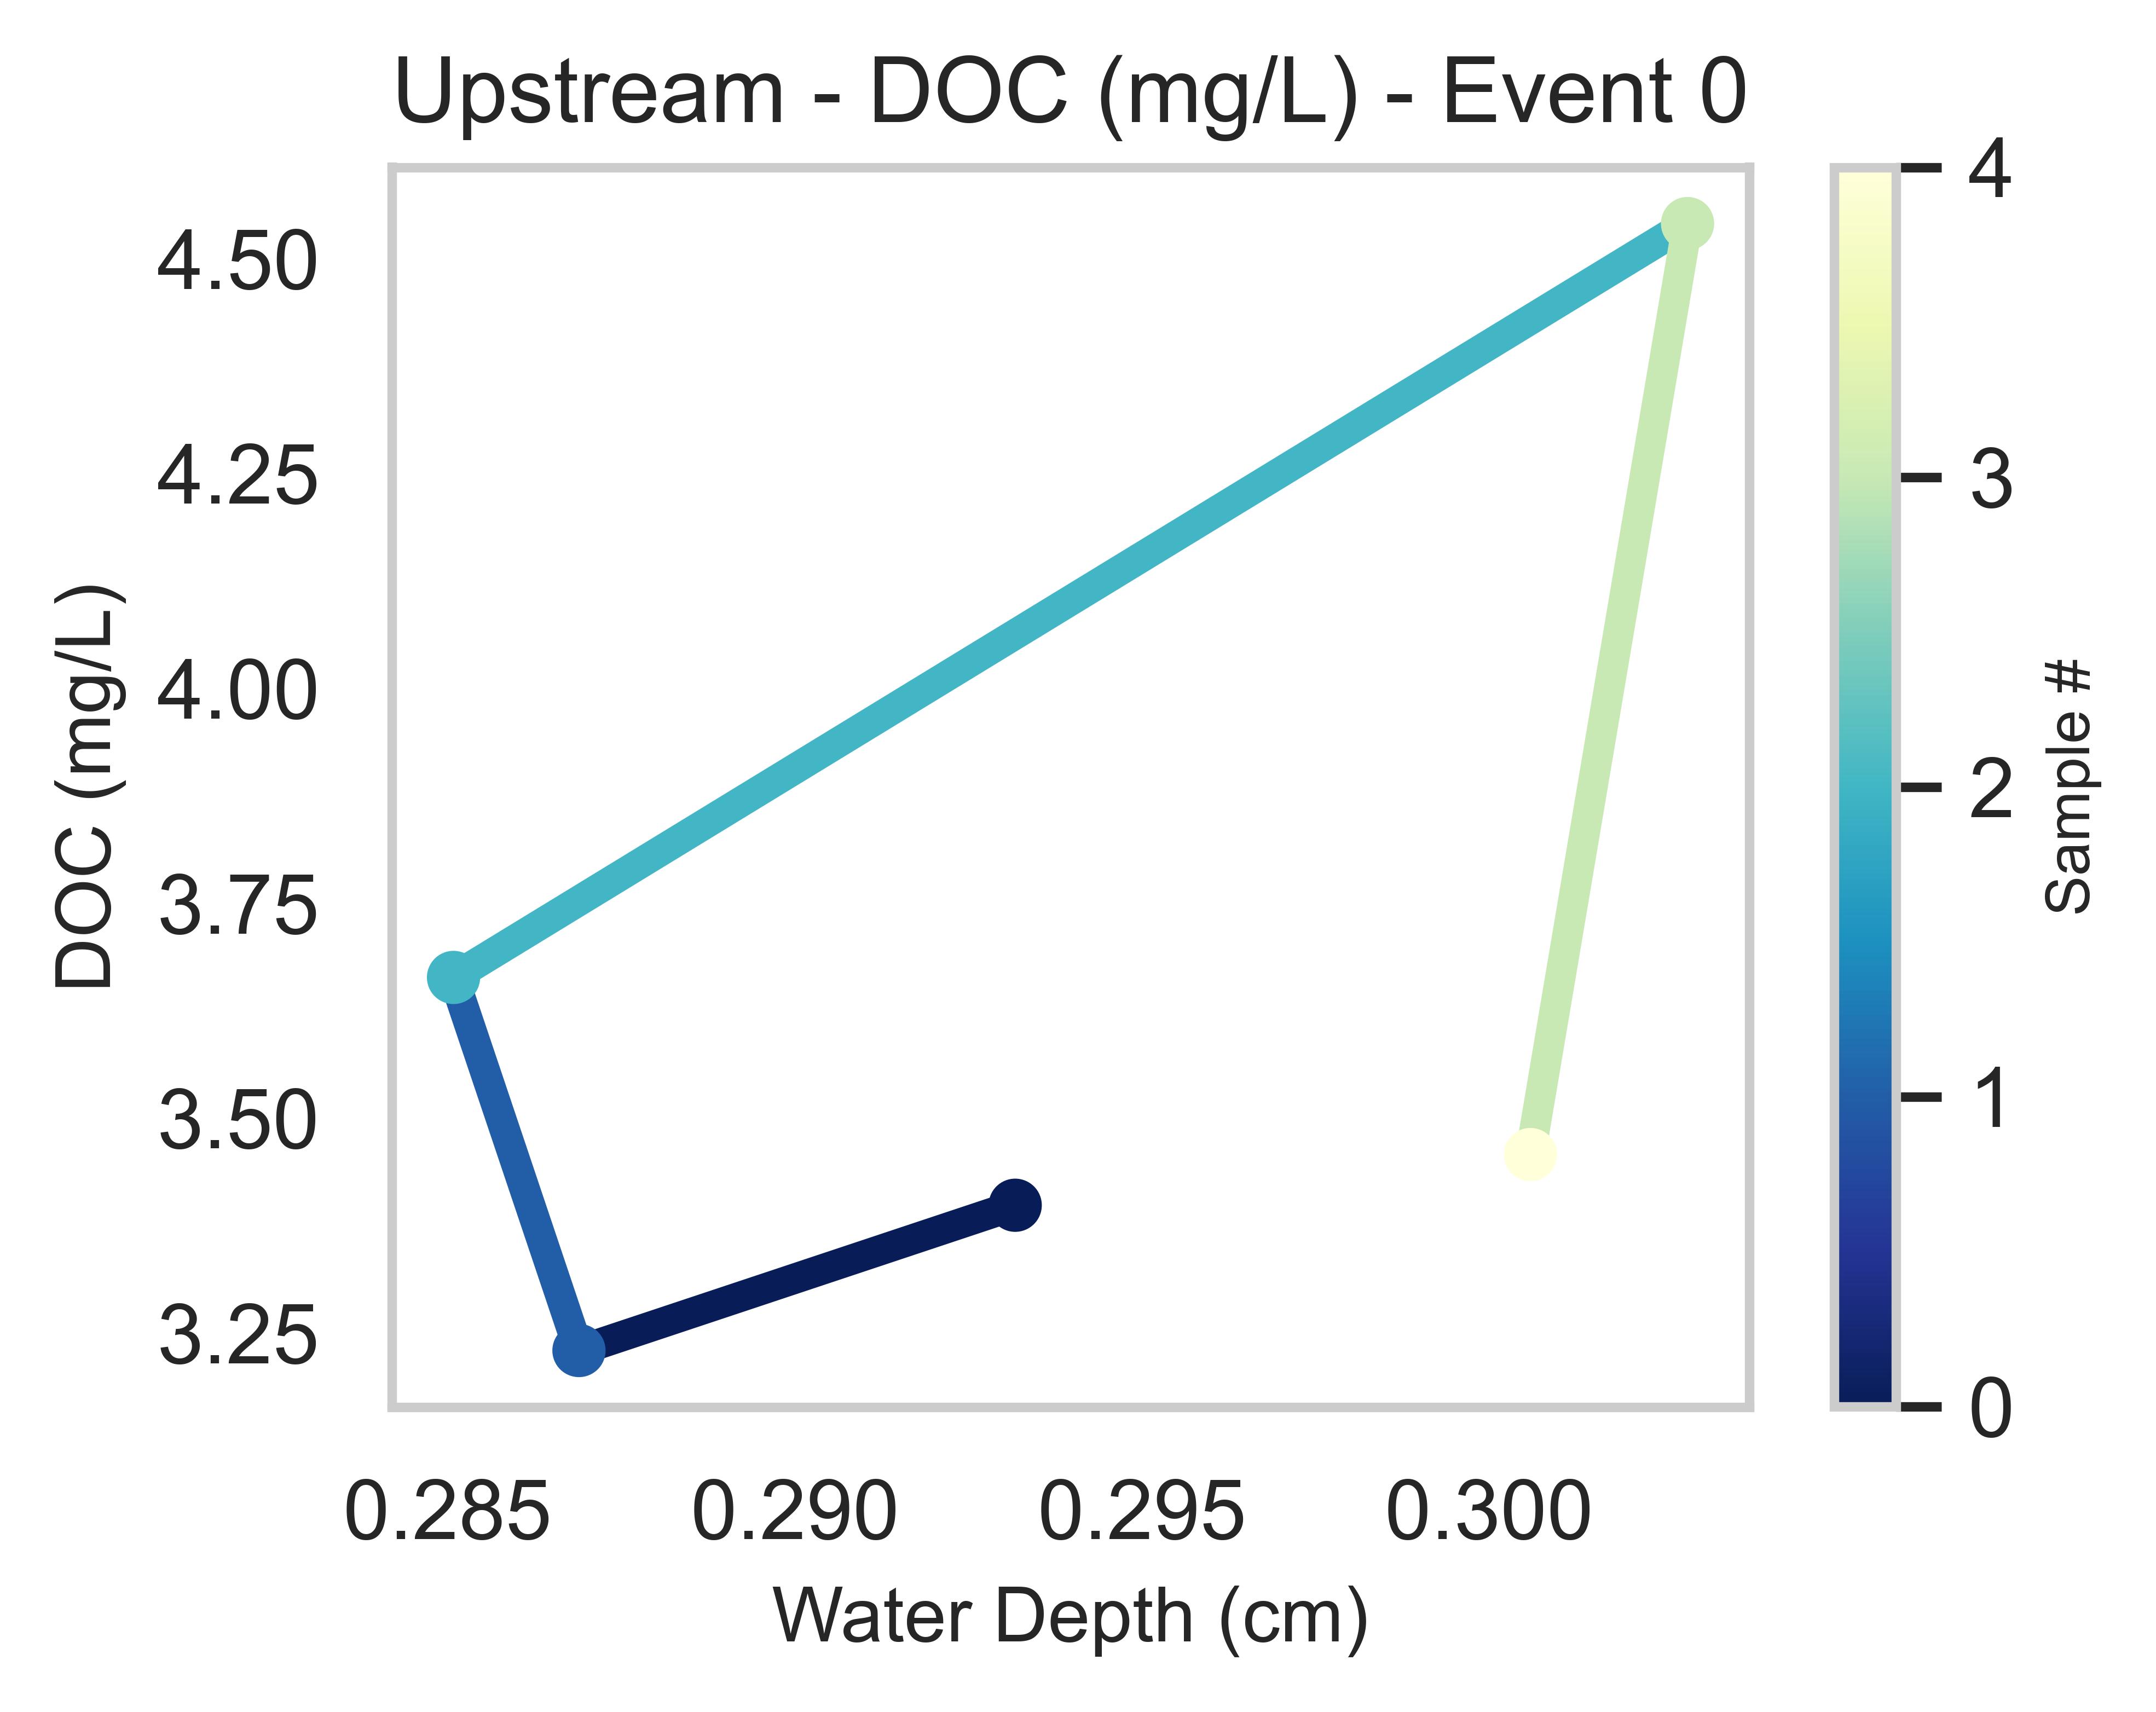 Upstream - DOC (mg/L) - Event 0
4.50
4.25
4.00
3.75
3.50
3.25
DOC (mg/L)
0.285 0.290 0.295 0.300
Water Depth (cm)
4
3
2
1
0
Sample #